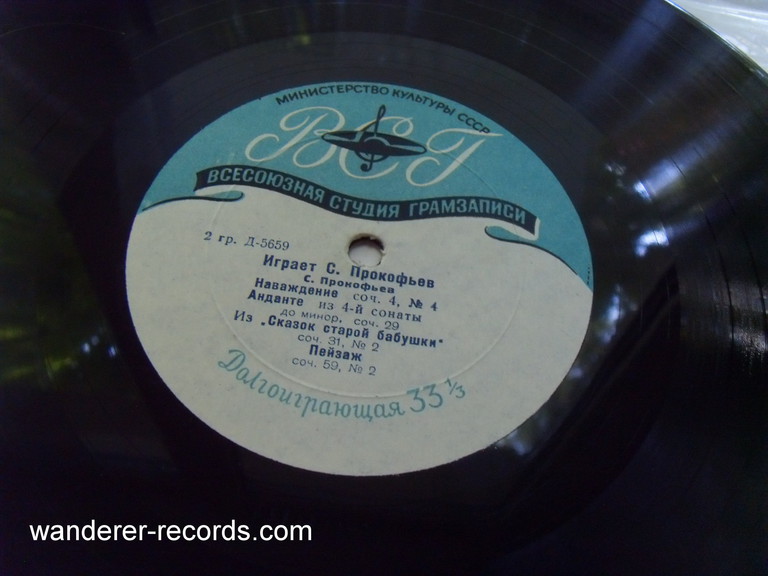 МИНИСТЕРСТВО КУЛЬТУРЫ СССР
ВСГ
ВСЕСОЮЗНАЯ СТУДИЯ ГРАМЗАПИСИ
2 гр. Д-5659
Играет С. Прокофьев
С. Прокофьева
Наваждение соч. 4, № 4
Анданте из 4-й сонаты
до минор, соч. 29
Из „Сказок старой бабушки"
соч. 31, № 2
Пейзаж
соч. 59, № 2
Долгоиграющая 33 1/3
wanderer-records.com